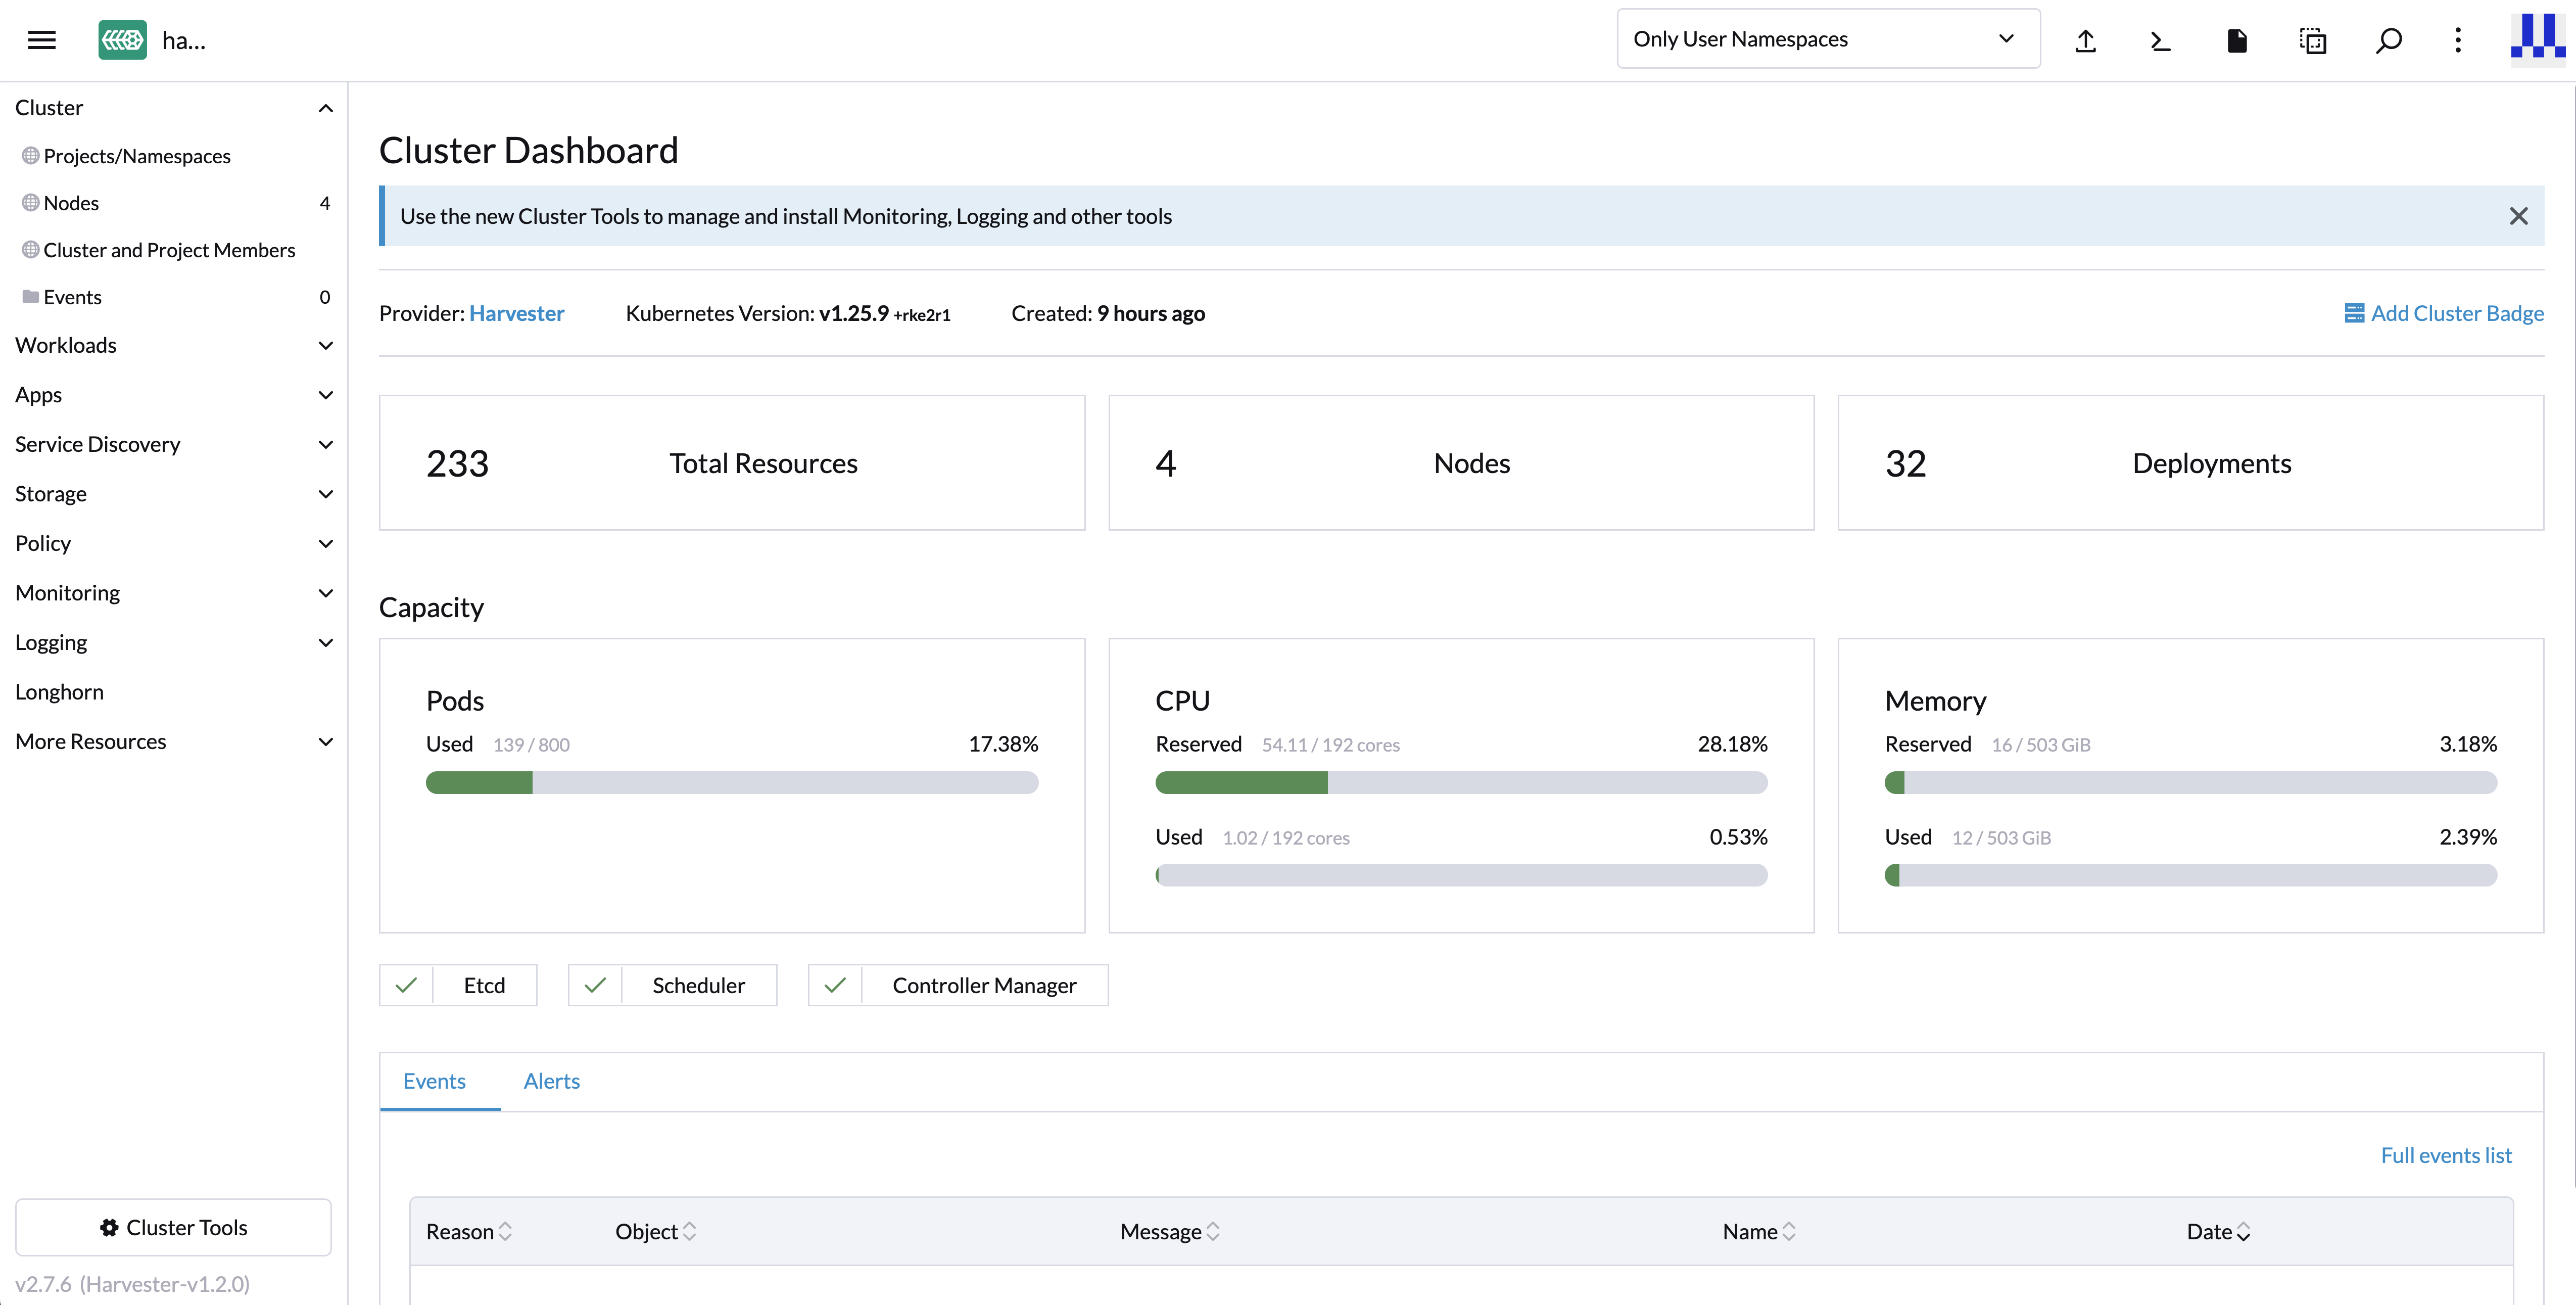 ha...
Only User Namespaces
Cluster
Projects/Namespaces
Nodes 4
Cluster and Project Members
Events 0
Workloads
Apps
Service Discovery
Storage
Policy
Monitoring
Logging
Longhorn
More Resources
Cluster Tools
v2.7.6 (Harvester-v1.2.0)
Cluster Dashboard
Use the new Cluster Tools to manage and install Monitoring, Logging and other tools
Provider: Harvester Kubernetes Version: v1.25.9 +rke2r1 Created: 9 hours ago Add Cluster Badge
233 Total Resources
4 Nodes
32 Deployments
Capacity
Pods
Used 139 / 800 17.38%
CPU
Reserved 54.11 / 192 cores 28.18%
Used 1.02 / 192 cores 0.53%
Memory
Reserved 16 / 503 GiB 3.18%
Used 12 / 503 GiB 2.39%
Etcd
Scheduler
Controller Manager
Events Alerts
Full events list
Reason Object Message Name Date